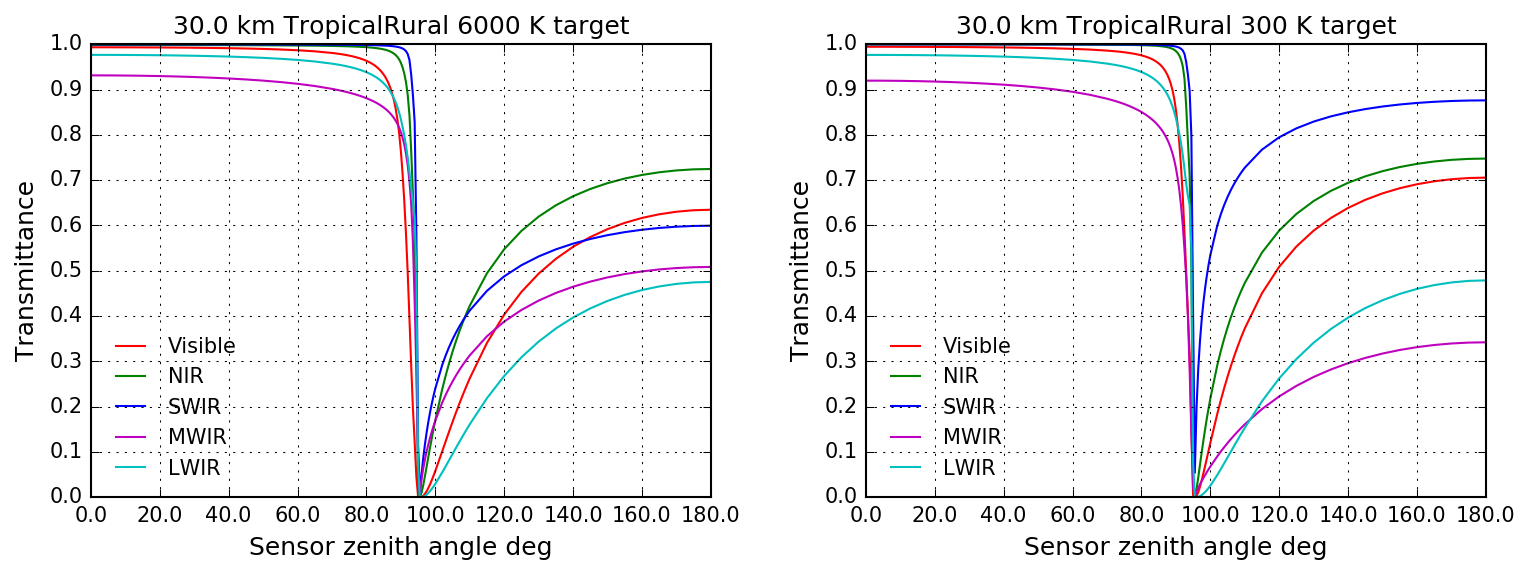 30.0 km TropicalRural 6000 K target
1.0
0.9
0.8
0.7
0.6
0.5
0.4
0.3
0.2
0.1
0.0
Transmittance
Visible
NIR
SWIR
MWIR
LWIR
0.0 20.0 40.0 60.0 80.0 100.0 120.0 140.0 160.0 180.0
Sensor zenith angle deg
30.0 km TropicalRural 300 K target
1.0
0.9
0.8
0.7
0.6
0.5
0.4
0.3
0.2
0.1
0.0
Transmittance
Visible
NIR
SWIR
MWIR
LWIR
0.0 20.0 40.0 60.0 80.0 100.0 120.0 140.0 160.0 180.0
Sensor zenith angle deg